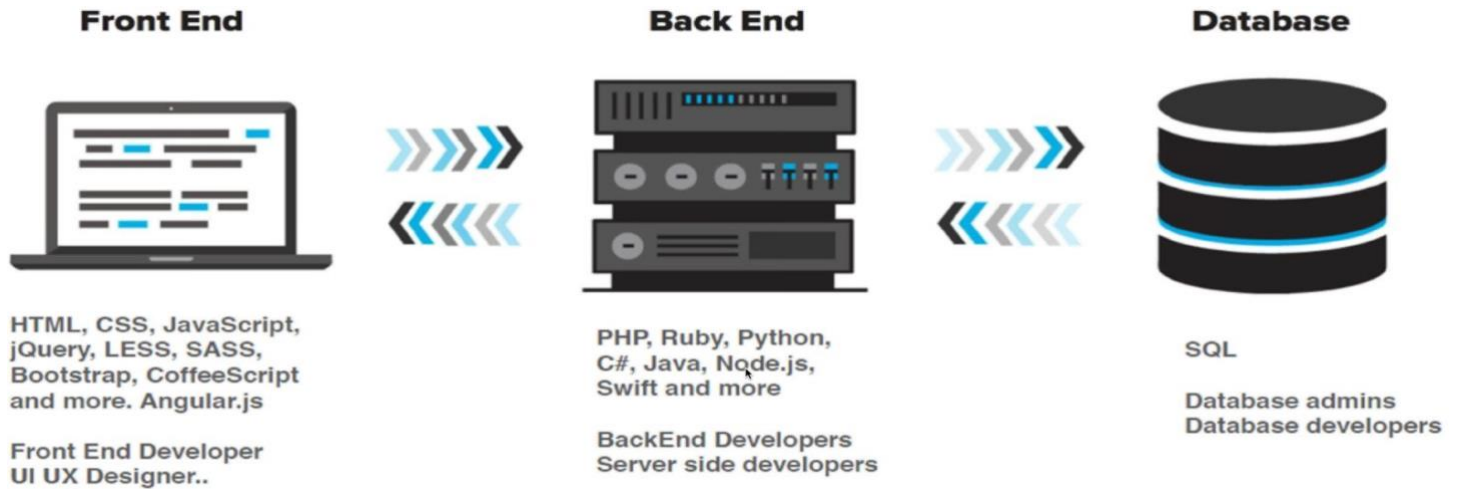 Front End
HTML, CSS, JavaScript,
jQuery, LESS, SASS,
Bootstrap, CoffeeScript
and more. Angular.js
Front End Developer
UI UX Designer..
Back End
PHP, Ruby, Python,
C#, Java, Node.js,
Swift and more
BackEnd Developers
Server side developers
Database
SQL
Database admins
Database developers